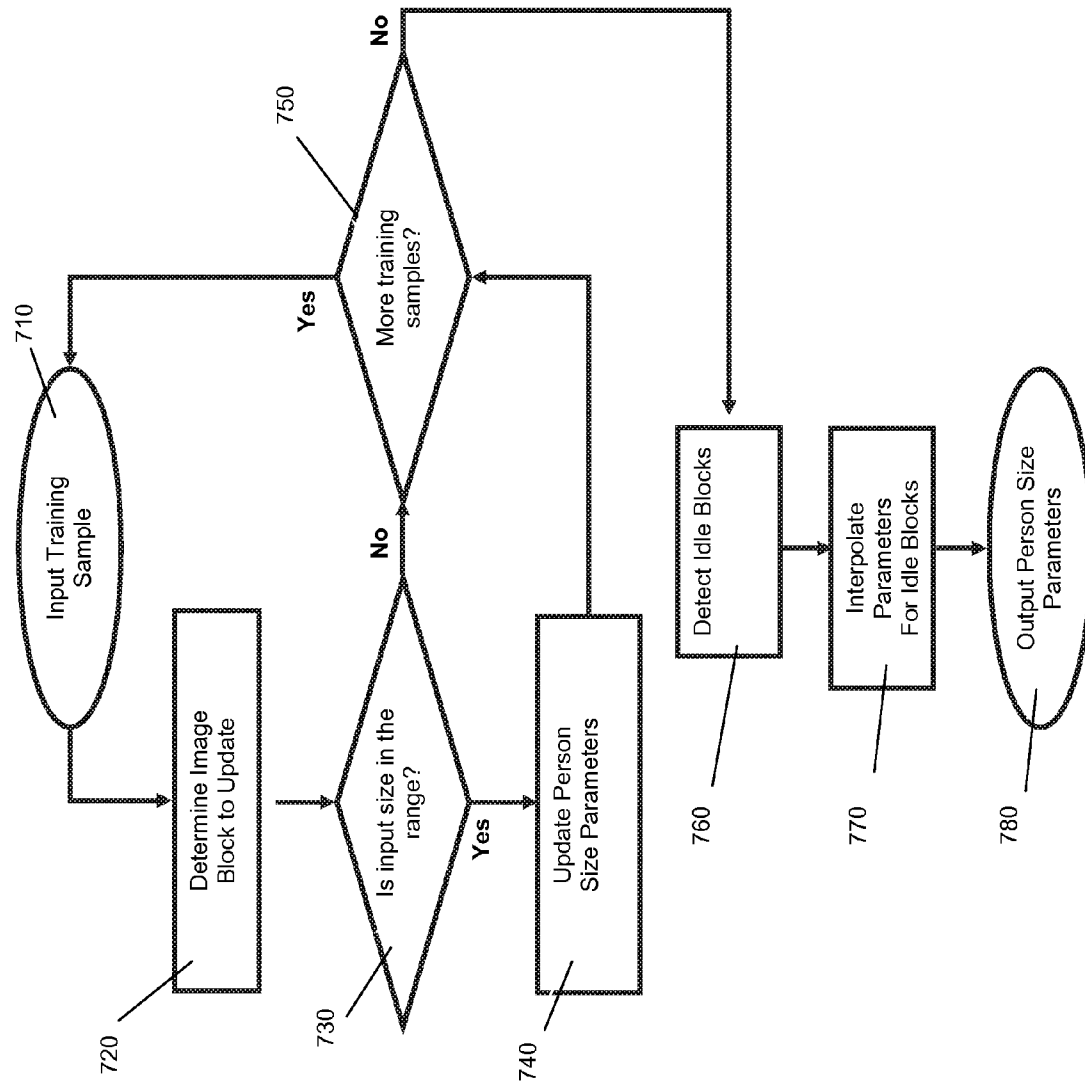 710
Input Training
Sample
720
Determine Image
Block to Update
730
Is input size in the
range?
No
Yes
740
Update Person
Size Parameters
750
More training
samples?
Yes
No
760
Detect Idle Blocks
770
Interpolate
Parameters
For Idle Blocks
780
Output Person Size
Parameters